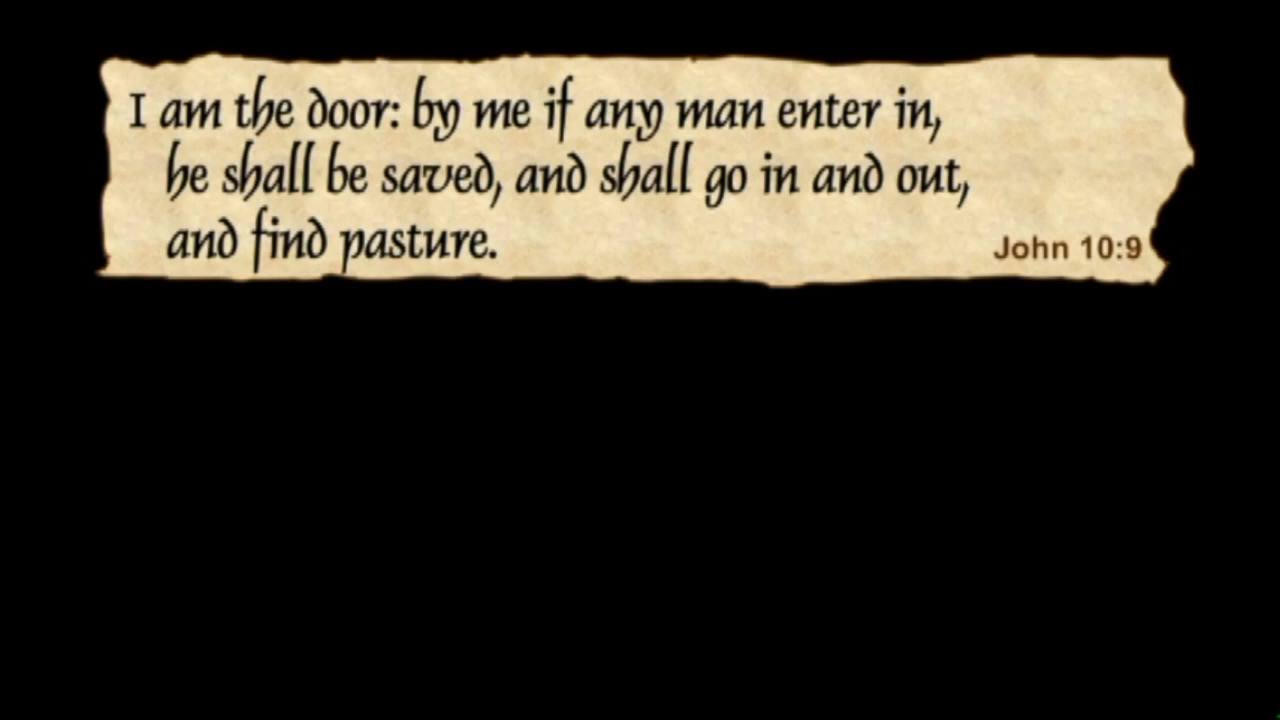 I am the door: by me if any man enter in,
he shall be saved, and shall go in and out,
and find pasture.
John 10:9